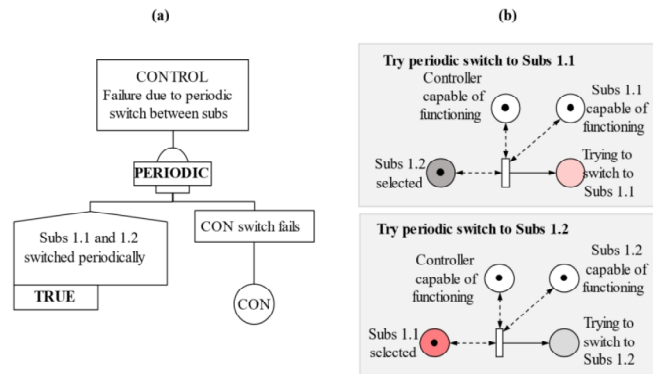 (a)
CONTROL
Failure due to periodic
switch between subs
PERIODIC
Subs 1.1 and 1.2
switched periodically
TRUE
CON switch fails
CON
(b)
Try periodic switch to Subs 1.1
Controller
capable of
functioning
Subs 1.1
capable of
functioning
Subs 1.2
selected
Trying to
switch to
Subs 1.1
Try periodic switch to Subs 1.2
Controller
capable of
functioning
Subs 1.2
capable of
functioning
Subs 1.1
selected
Trying to
switch to
Subs 1.2